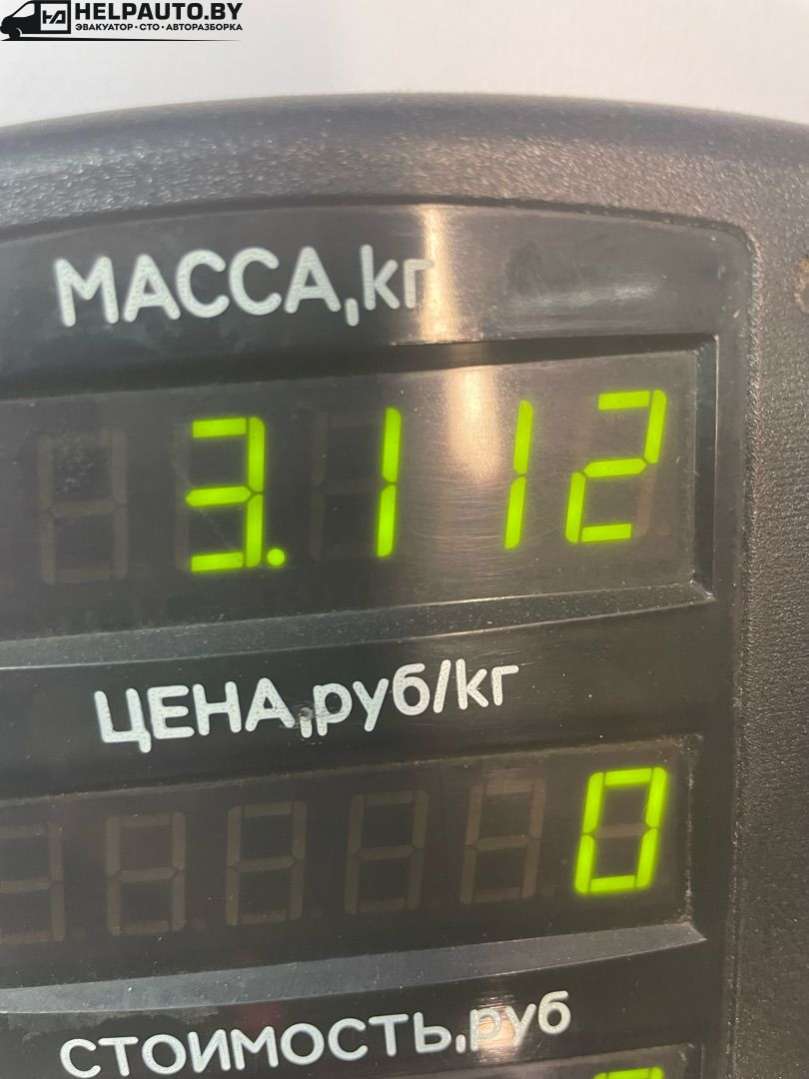 HELPAUTO.BY
ЭВАКУАТОР • СТО • АВТОРАЗБОРКА
МАССА,кг
3.112
ЦЕНА,руб/кг
0
СТОИМОСТЬ,руб